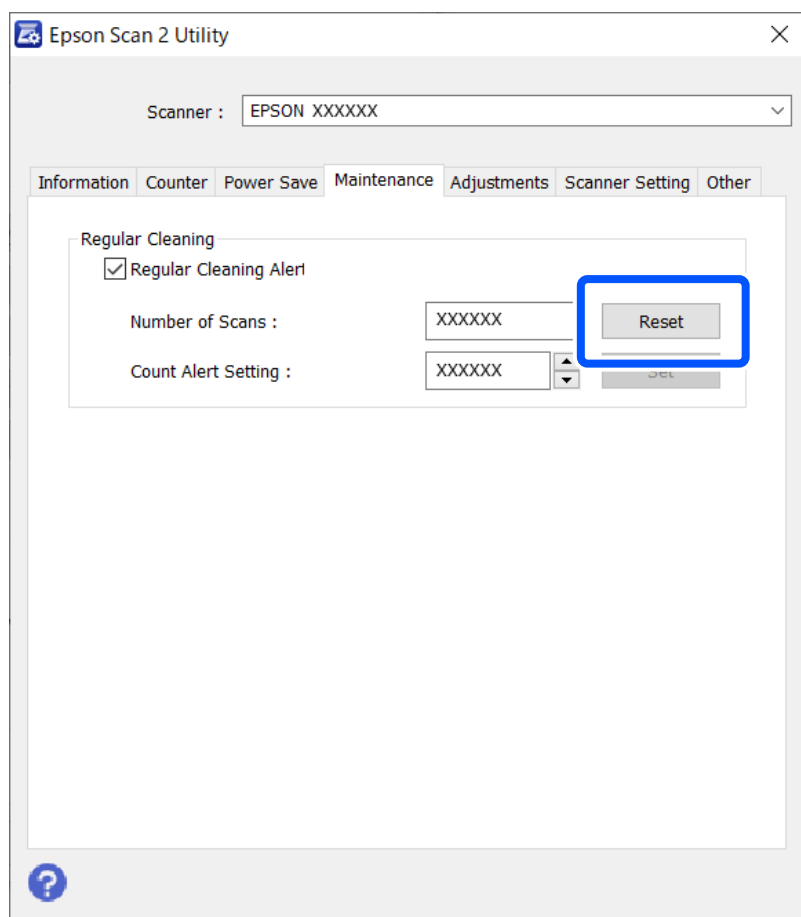 Epson Scan 2 Utility
Scanner : EPSON XXXXXX
Information Counter Power Save Maintenance Adjustments Scanner Setting Other
Regular Cleaning
Regular Cleaning Alert
Number of Scans : XXXXXX Reset
Count Alert Setting : XXXXXX Set